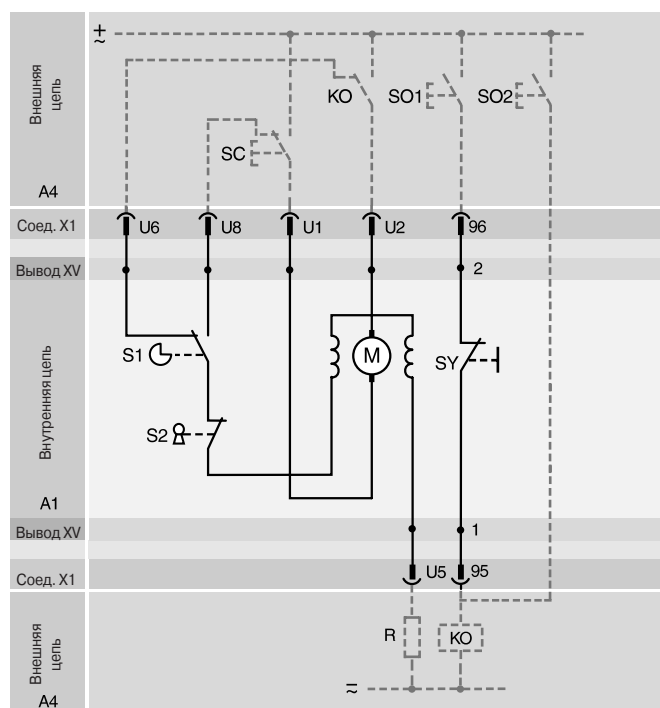 +
~
Внешняя
цепь
KO
SO1
SO2
SC
A4
Соед. X1
U6
U8
U1
U2
96
Вывод XV
2
S1
M
SY
Внутренняя цепь
S2
A1
Вывод XV
1
Соед. X1
U5
95
Внешняя
цепь
R
KO
A4